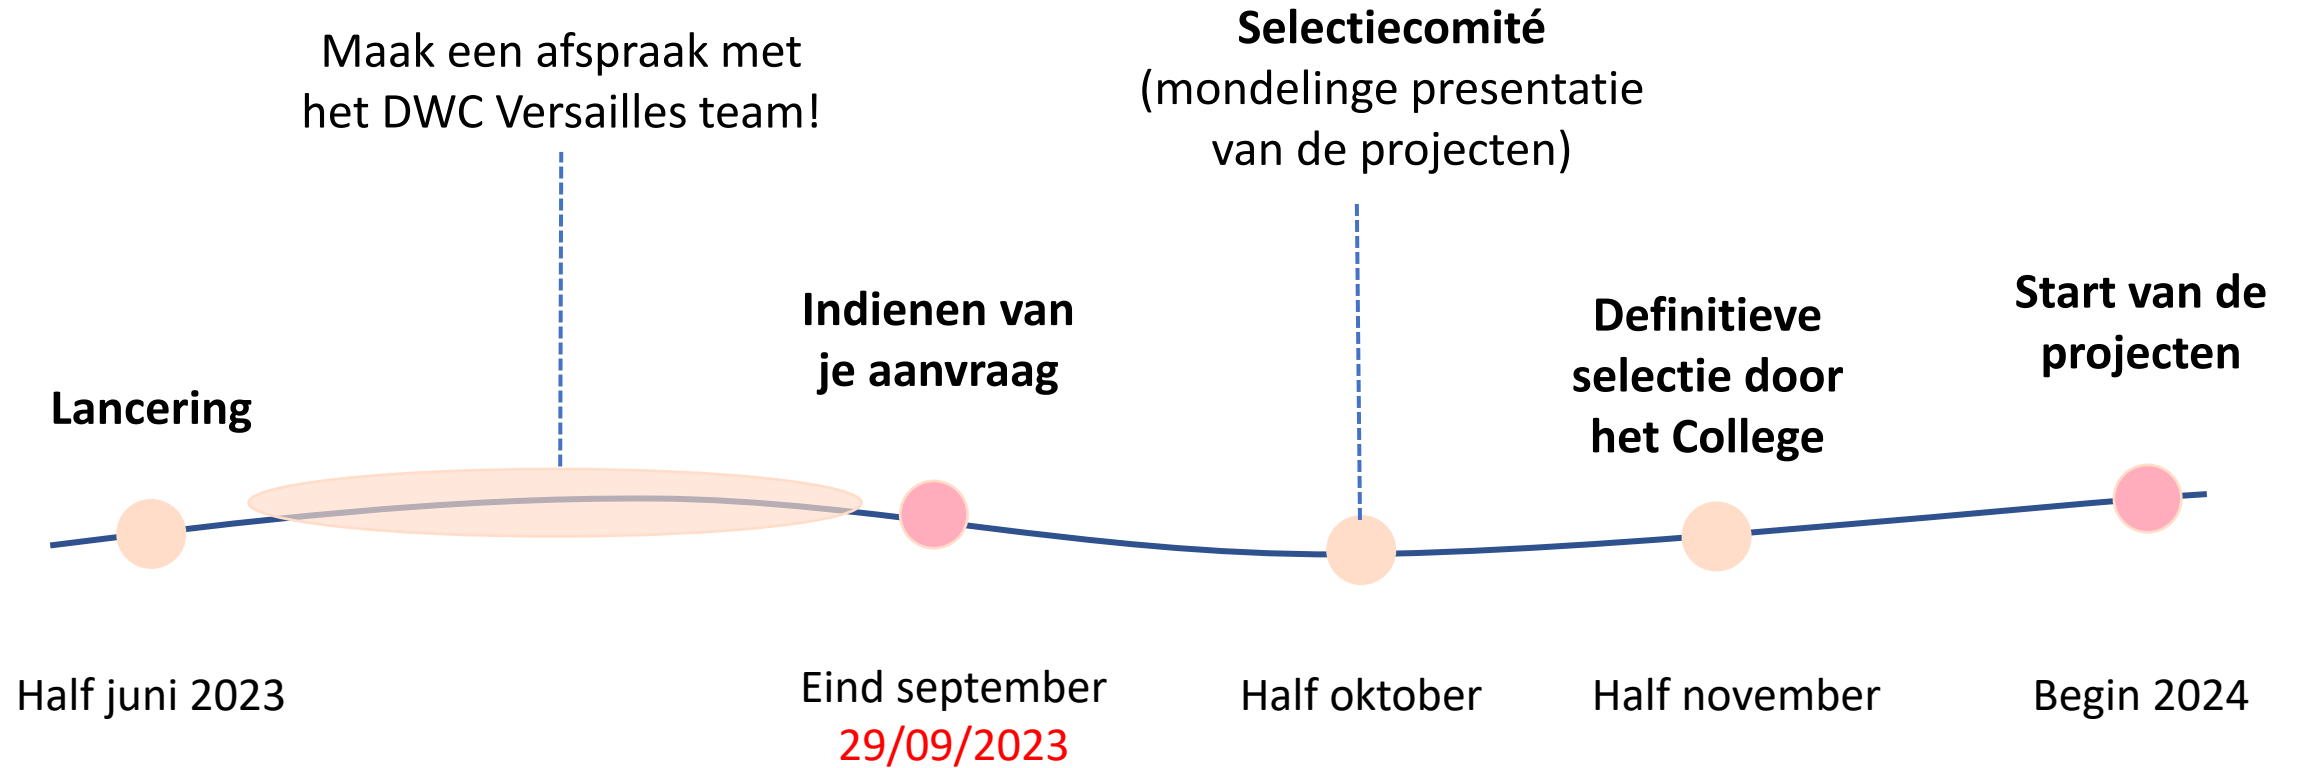 Maak een afspraak met
het DWC Versailles team!
Selectiecomité
(mondelinge presentatie
van de projecten)
Lancering
Indienen van
je aanvraag
Definitieve
selectie door
het College
Start van de
projecten
Half juni 2023
Eind september
29/09/2023
Half oktober
Half november
Begin 2024